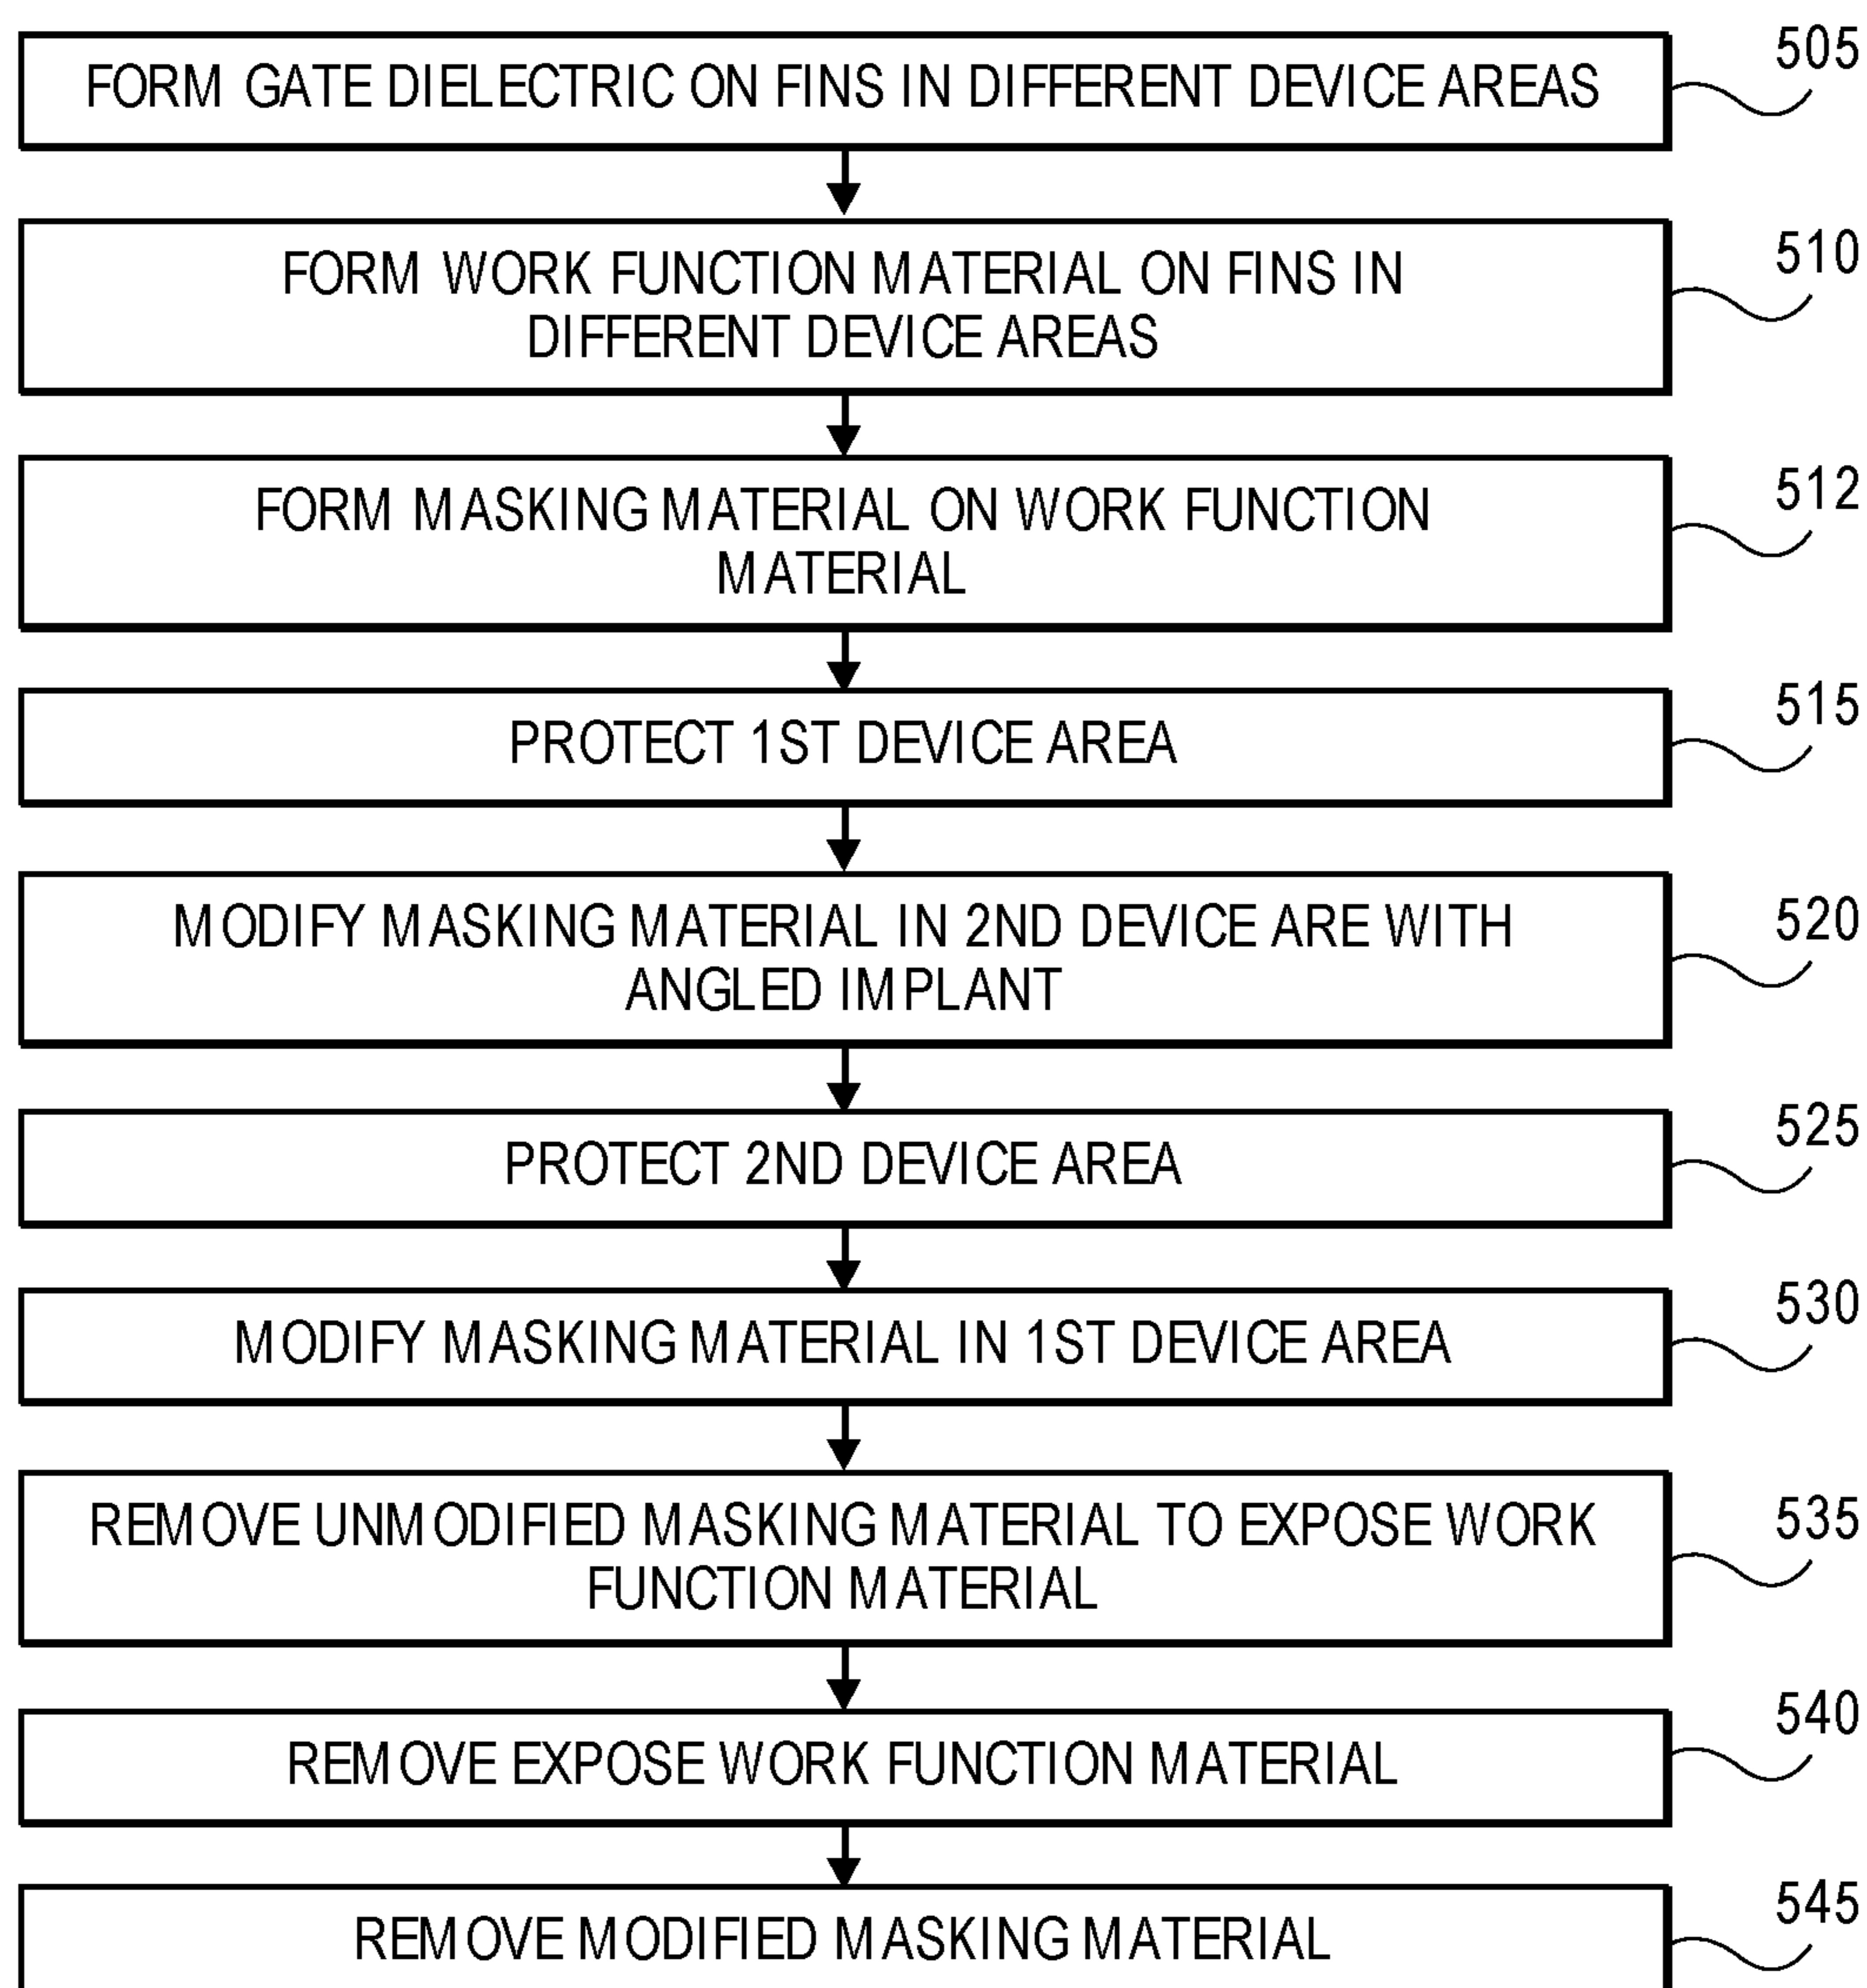 505
FORM GATE DIELECTRIC ON FINS IN DIFFERENT DEVICE AREAS
510
FORM WORK FUNCTION MATERIAL ON FINS IN
DIFFERENT DEVICE AREAS
512
FORM MASKING MATERIAL ON WORK FUNCTION
MATERIAL
515
PROTECT 1ST DEVICE AREA
520
MODIFY MASKING MATERIAL IN 2ND DEVICE ARE WITH
ANGLED IMPLANT
525
PROTECT 2ND DEVICE AREA
530
MODIFY MASKING MATERIAL IN 1ST DEVICE AREA
535
REMOVE UNMODIFIED MASKING MATERIAL TO EXPOSE WORK
FUNCTION MATERIAL
540
REMOVE EXPOSE WORK FUNCTION MATERIAL
545
REMOVE MODIFIED MASKING MATERIAL